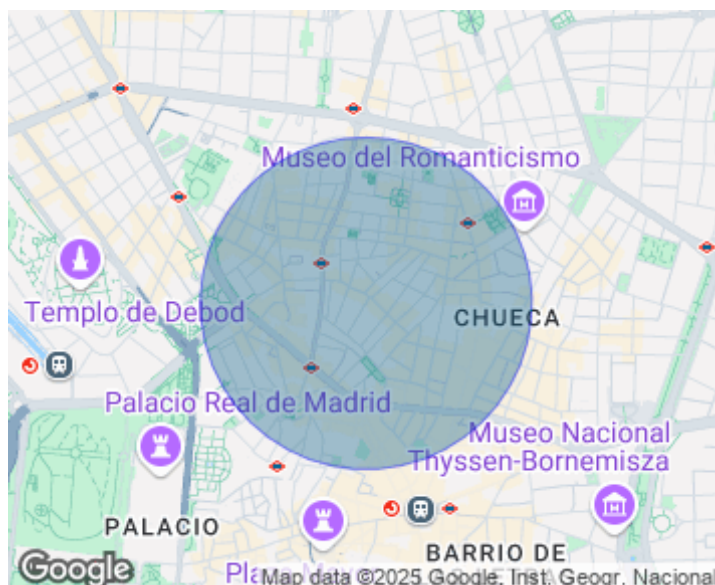 Museo del Romanticismo
Templo de Debod
CHUECA
Palacio Real de Madrid
Museo Nacional
Thyssen-Bornemisza
PALACIO
BARRIO DE
Google
Map data ©2025 Google, Inst. Geogr. Nacional